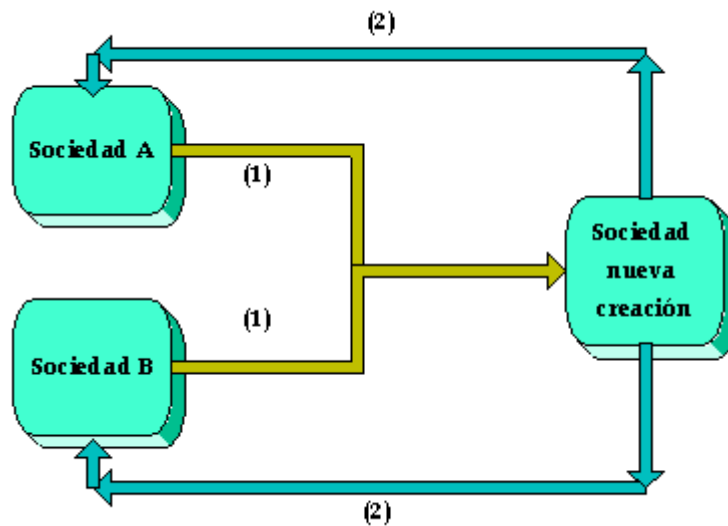 (2)
Sociedad A
(1)
Sociedad
nueva
creación
(1)
Sociedad B
(2)